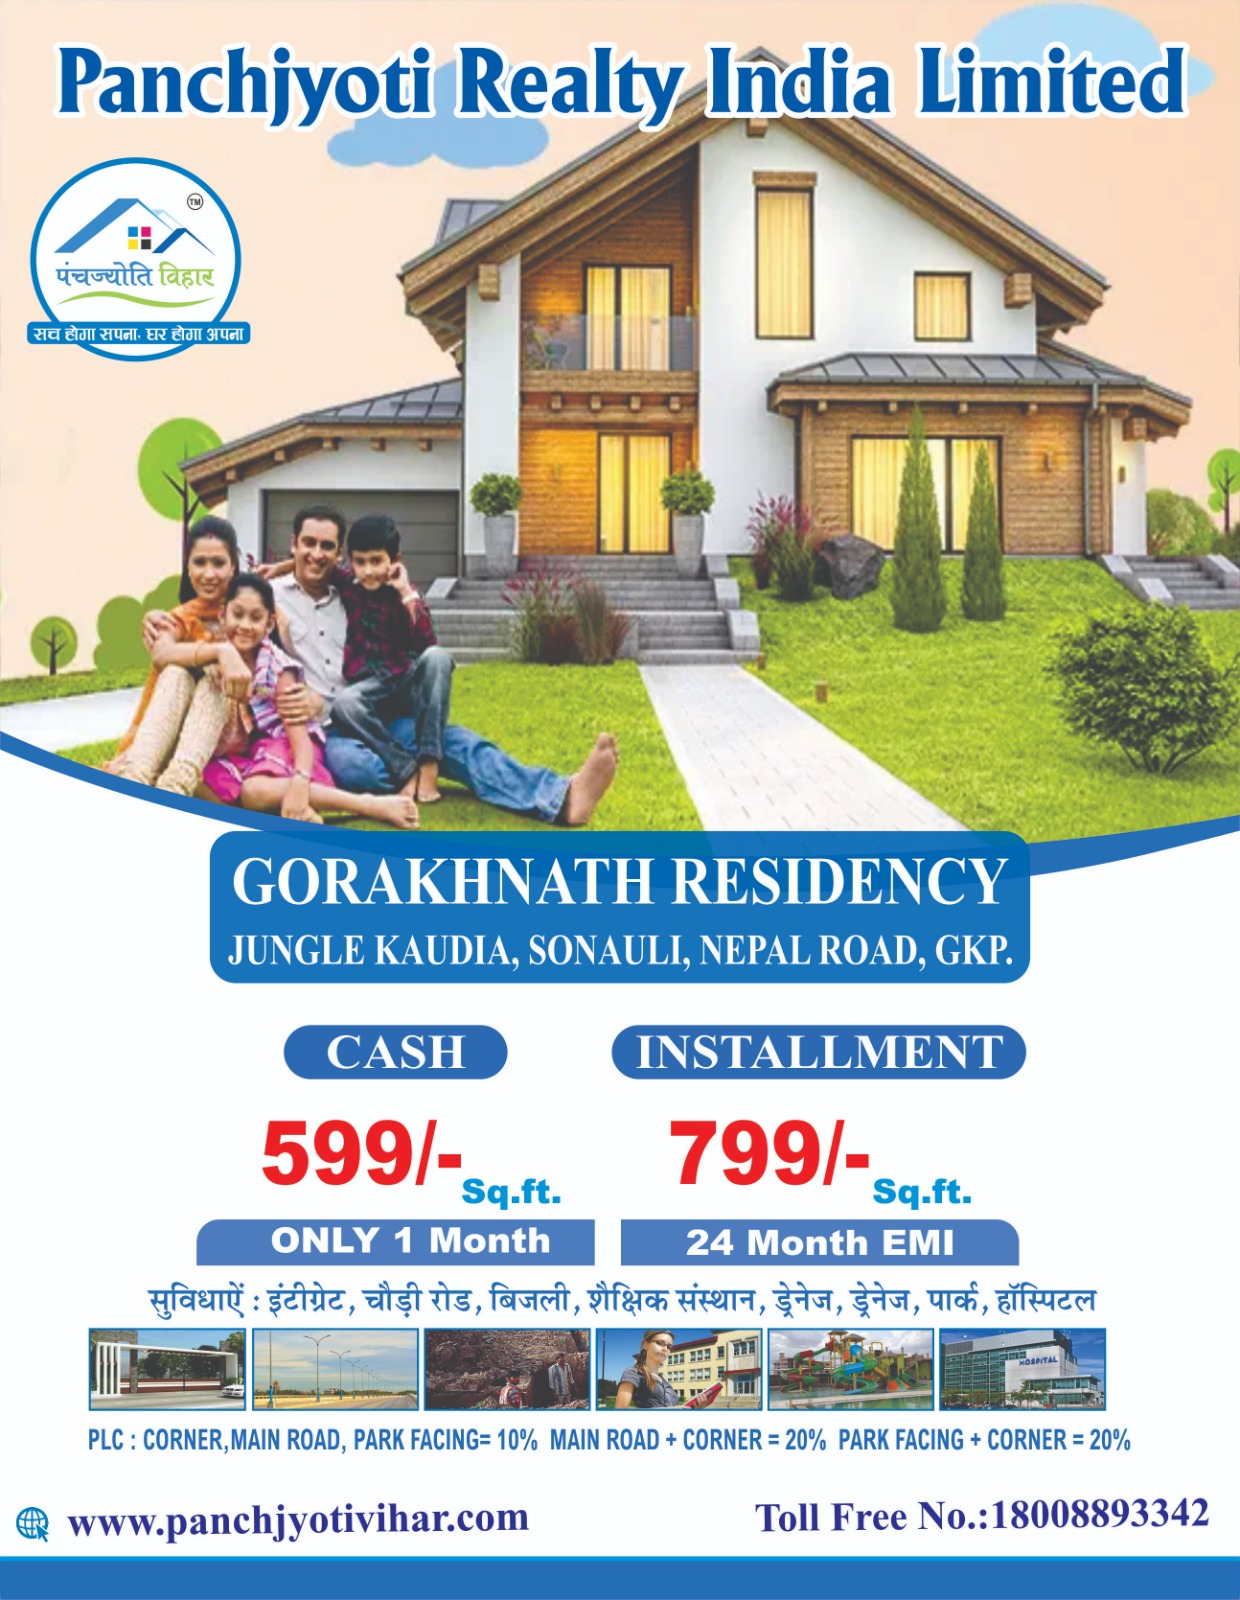 Panchjyoti Realty India Limited
TM
पंचज्योति विहार
सच होगा सपना, घर होगा अपना
GORAKHNATH RESIDENCY
JUNGLE KAUDIA, SONAULI, NEPAL ROAD, GKP.
CASH
INSTALLMENT
599/- Sq.ft.
799/- Sq.ft.
ONLY 1 Month
24 Month EMI
सुविधाऐं : इंटीग्रेट, चौड़ी रोड, बिजली, शैक्षिक संस्थान, ड्रेनेज, ड्रेनेज, पार्क, हॉस्पिटल
HOSPITAL
PLC : CORNER,MAIN ROAD, PARK FACING= 10% MAIN ROAD + CORNER = 20% PARK FACING + CORNER = 20%
www.panchjyotivihar.com
Toll Free No.:18008893342